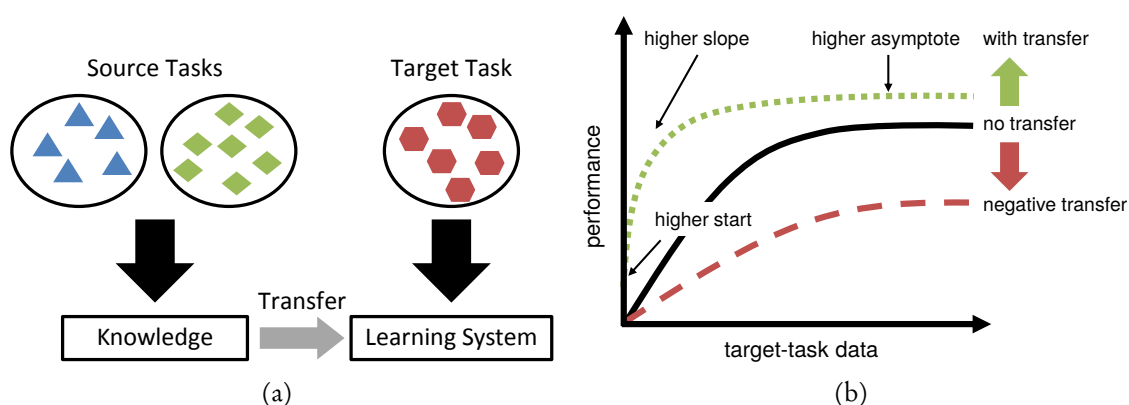 Source Tasks
Target Task
Transfer
Knowledge
Learning System
(a)
higher slope
higher asymptote
with transfer
no transfer
negative transfer
higher start
performance
target-task data
(b)